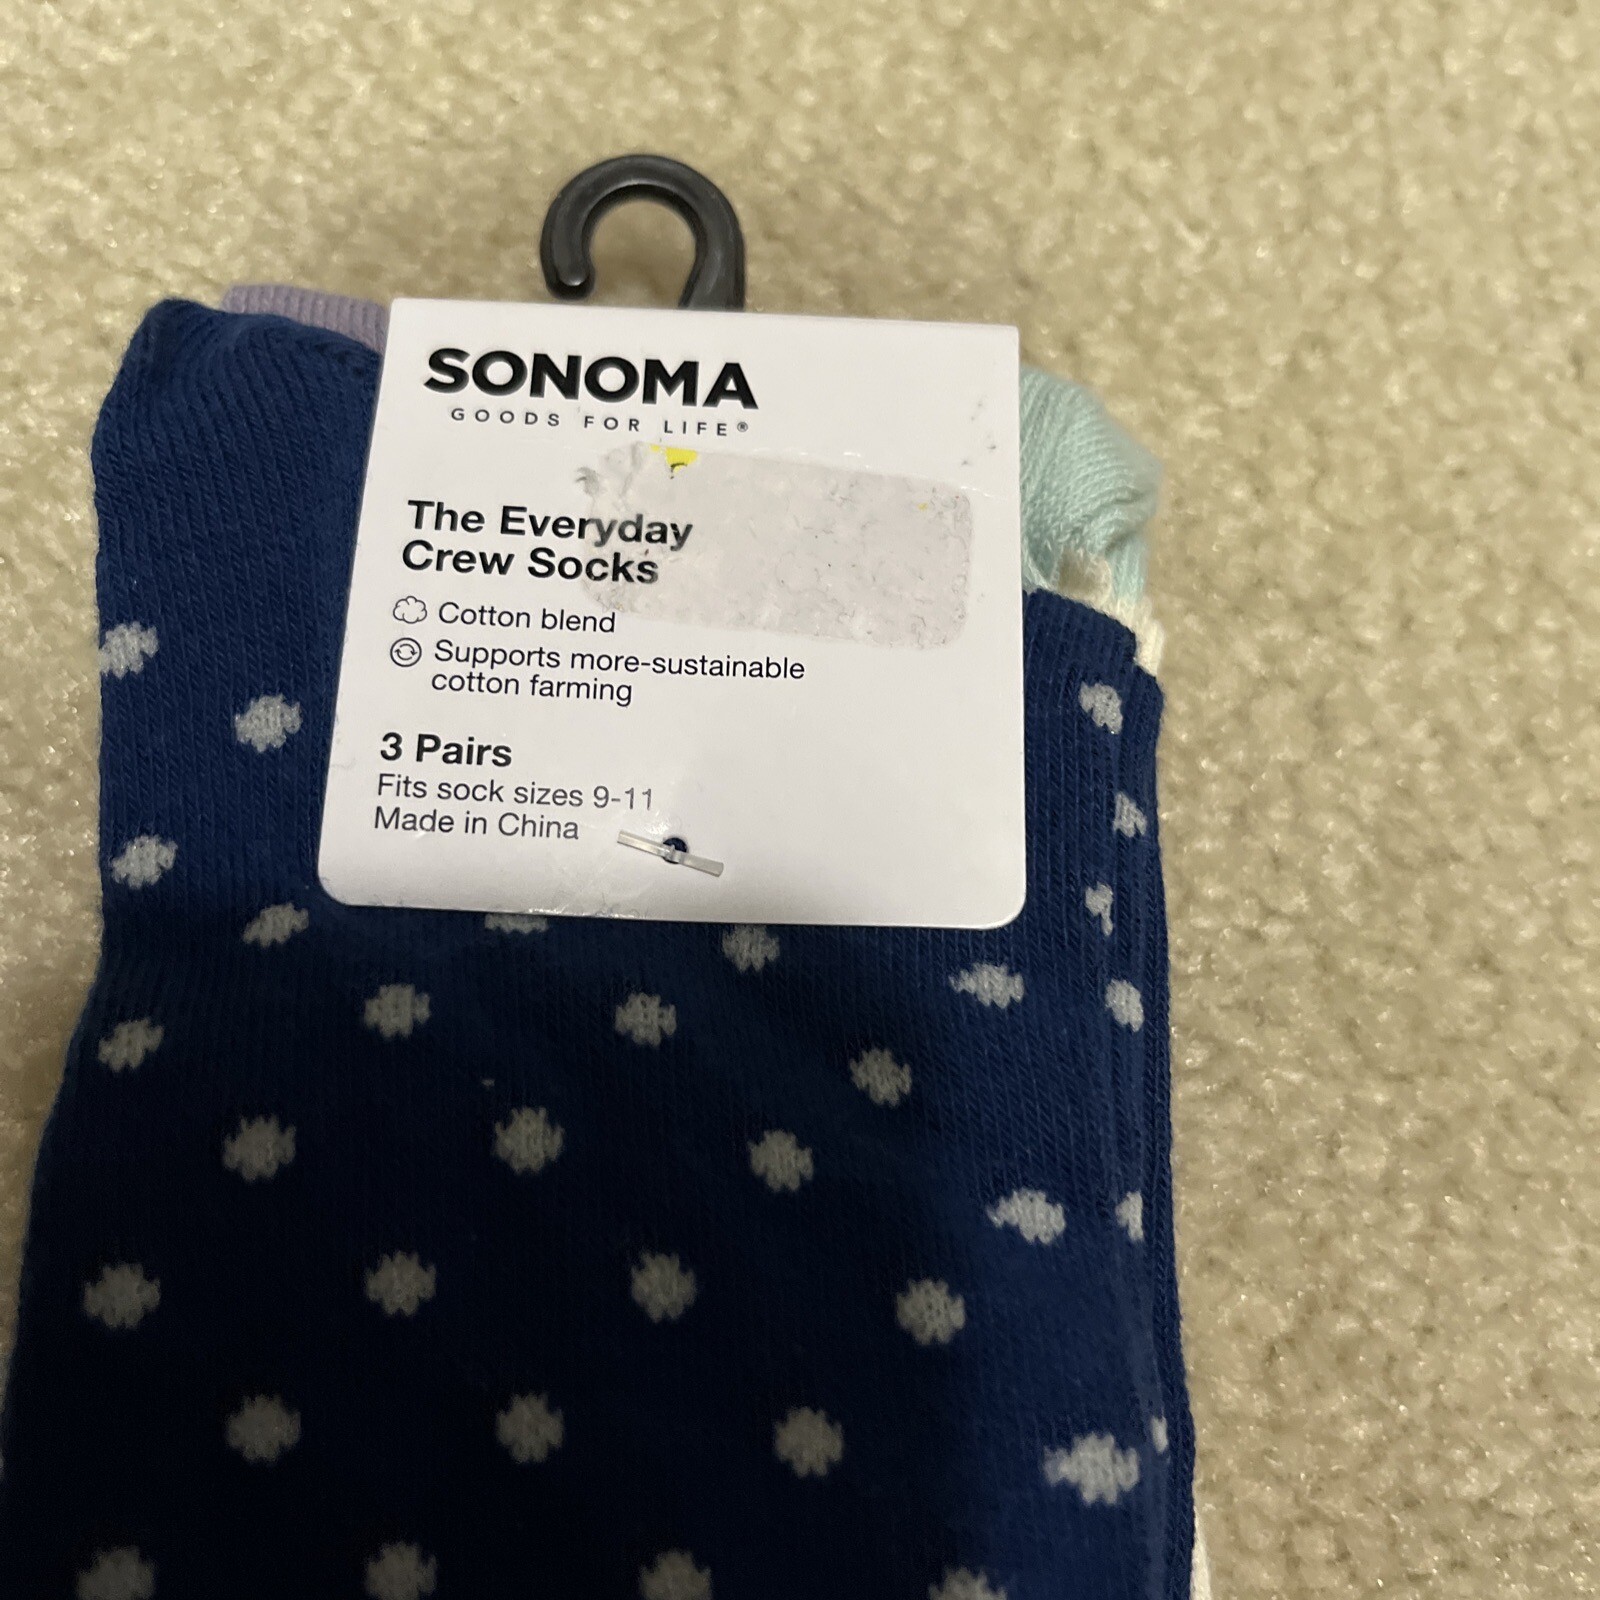 SONOMA
GOODS FOR LIFE®
The Everyday
Crew Socks
Cotton blend
Supports more-sustainable
cotton farming
3 Pairs
Fits sock sizes 9-11
Made in China